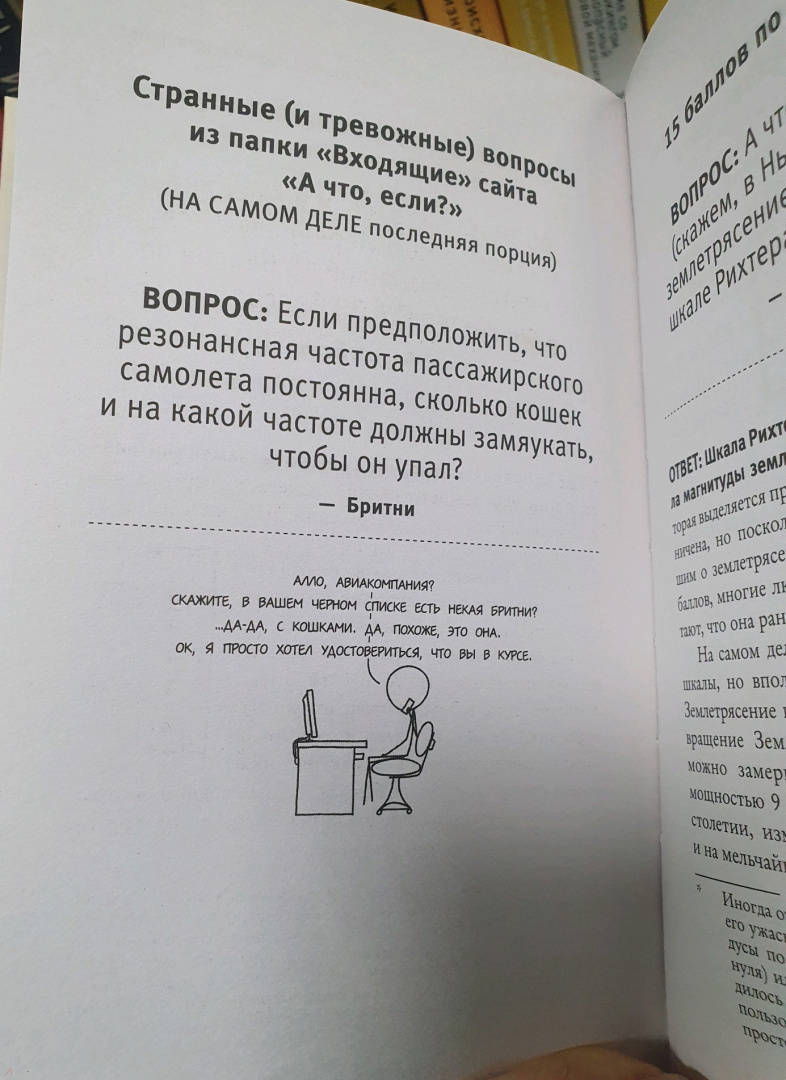 Странные (и тревожные) вопросы
из папки «Входящие» сайта
«А что, если?»
(НА САМОМ ДЕЛЕ последняя порция)
ВОПРОС: Если предположить, что
резонансная частота пассажирского
самолета постоянна, сколько кошек
и на какой частоте должны замяукать,
чтобы он упал?
— Бритни
АЛЛО, АВИАКОМПАНИЯ?
СКАЖИТЕ, В ВАШЕМ ЧЕРНОМ СПИСКЕ ЕСТЬ НЕКАЯ БРИТНИ?
...ДА-ДА, С КОШКАМИ. ДА, ПОХОЖЕ, ЭТО ОНА.
ОК, Я ПРОСТО ХОТЕЛ УДОСТОВЕРИТЬСЯ, ЧТО ВЫ В КУРСЕ.
15 баллов по
ВОПРОС: А чт
(скажем, в Нь
землетрясение
шкале Рихтера
—
ОТВЕТ: Шкала Рихте
ла магнитуды земл
торая выделяется пр
ничена, но поскол
шим о землетрясе
баллов, многие лю
тают, что она ран
На самом дел
шкалы, но впол
Землетрясение
вращение Зем
можно замер
мощностью 9
столетии, изм
и на мельчай
* Иногда о
его ужас
дусы по
нуля) и
дилось
пользо
просто